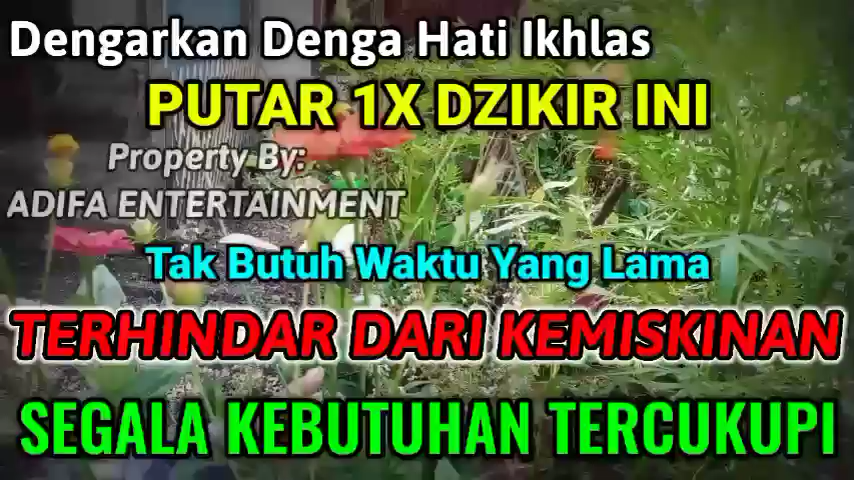 Dengarkan Denga Hati Ikhlas
PUTAR 1X DZIKIR INI
Property By:
ADIFA ENTERTAINMENT
Tak Butuh Waktu Yang Lama
TERHINDAR DARI KEMISKINAN
SEGALA KEBUTUHAN TERCUKUPI